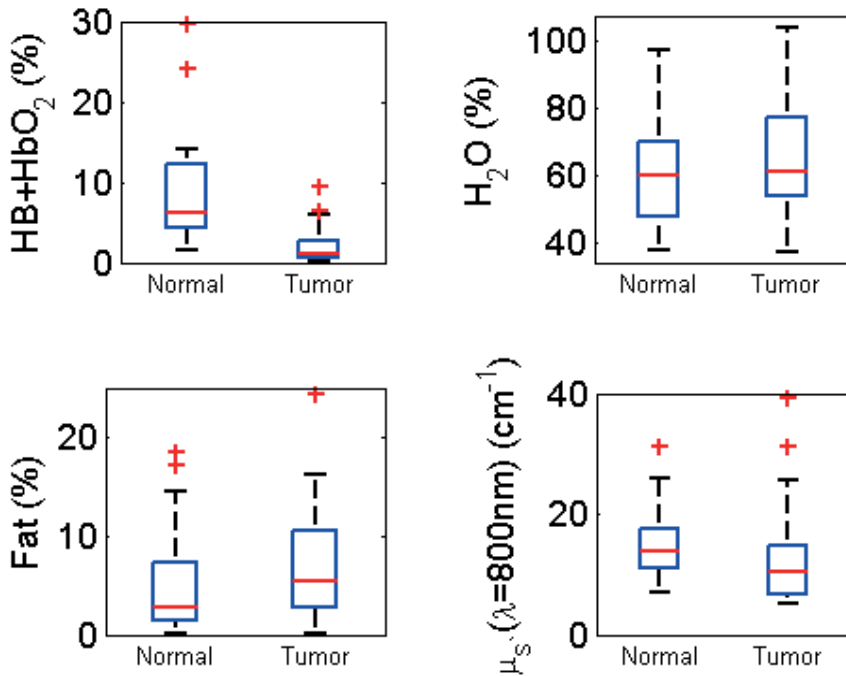 HB+HbO₂ (%)
30
20
10
0
Normal Tumor
H₂O (%)
100
80
60
40
Normal Tumor
Fat (%)
20
10
0
Normal Tumor
μₛ`(λ=800nm) (cm⁻¹)
40
20
0
Normal Tumor